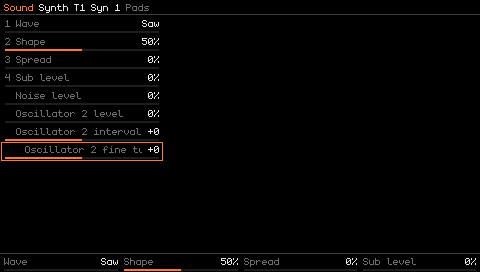 Sound Synth T1 Syn 1 Pads
1 Wave Saw
2 Shape 50%
3 Spread 0%
4 Sub level 0%
Noise level 0%
Oscillator 2 level 0%
Oscillator 2 interval +0
Oscillator 2 fine tu +0
Wave Saw Shape 50% Spread 0% Sub level 0%